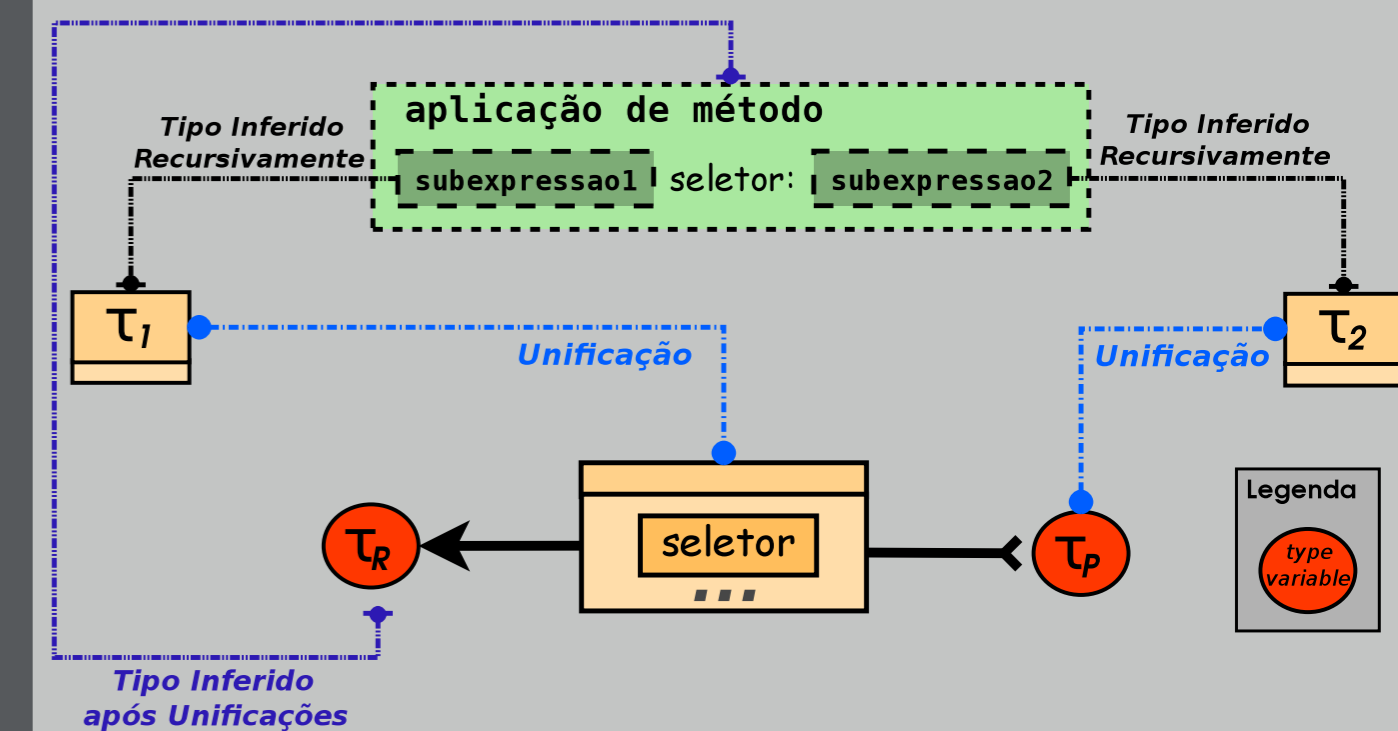 aplicação de método
Tipo Inferido
Recursivamente
subexpressao1 seletor: subexpressao2
Tipo Inferido
Recursivamente
τ1
Unificação
Unificação
τ2
Legenda
type
variable
τR
seletor
...
τP
Tipo Inferido
após Unificações